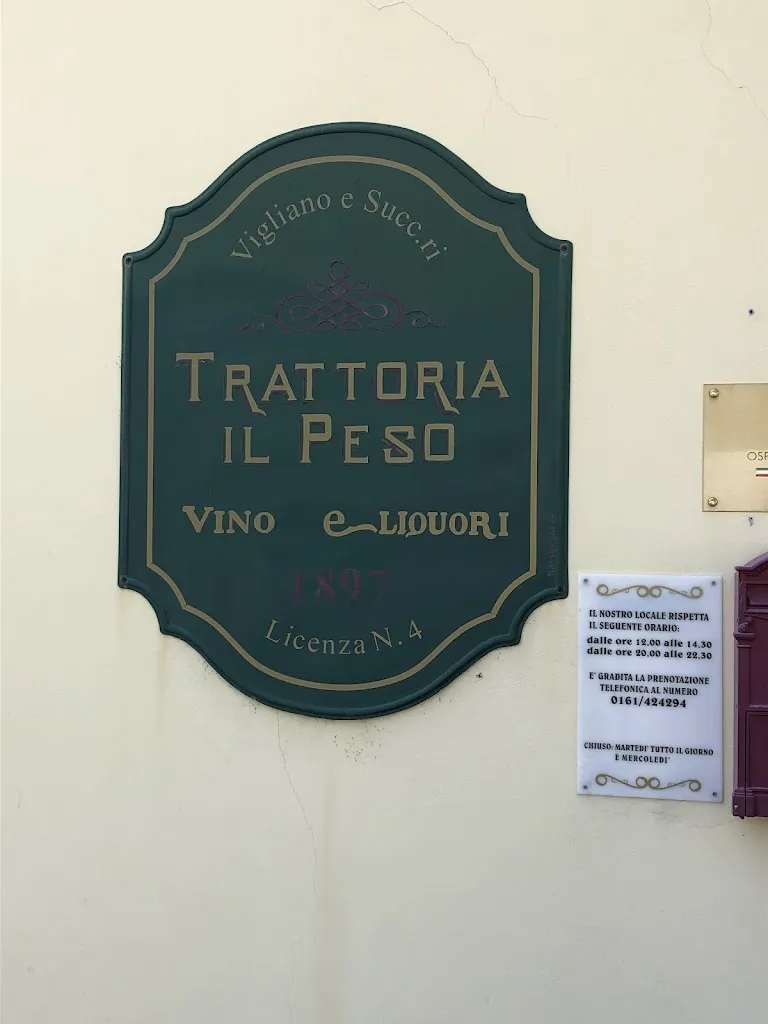 Vigliano e Succ.ri
TRATTORIA
IL PESO
VINO e LIQUORI
1897
Licenza N. 4
OSP
IL NOSTRO LOCALE RISPETTA
IL SEGUENTE ORARIO:
dalle ore 12.00 alle 14.30
dalle ore 20.00 alle 22.30
E' GRADITA LA PRENOTAZIONE
TELEFONICA AL NUMERO
0161/424294
CHIUSO: MARTEDI' TUTTO IL GIORNO
E MERCOLEDI'